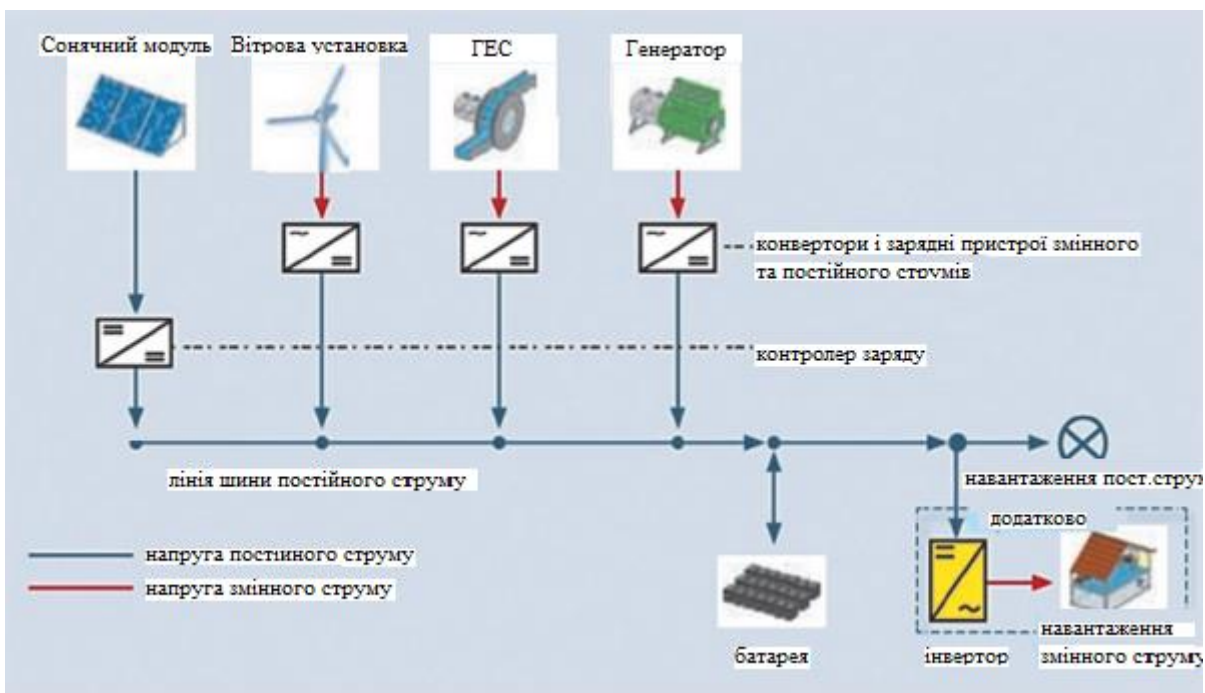 Сонячний модуль
Вітрова установка
ГЕС
Генератор
конвертори і зарядні пристрої змінного
та постійного струмів
контролер заряду
лінія шини постійного струму
навантаження пост.струм
додатково
напруга постійного струму
напруга змінного струму
батарея
інвертор
навантаження
змінного струму